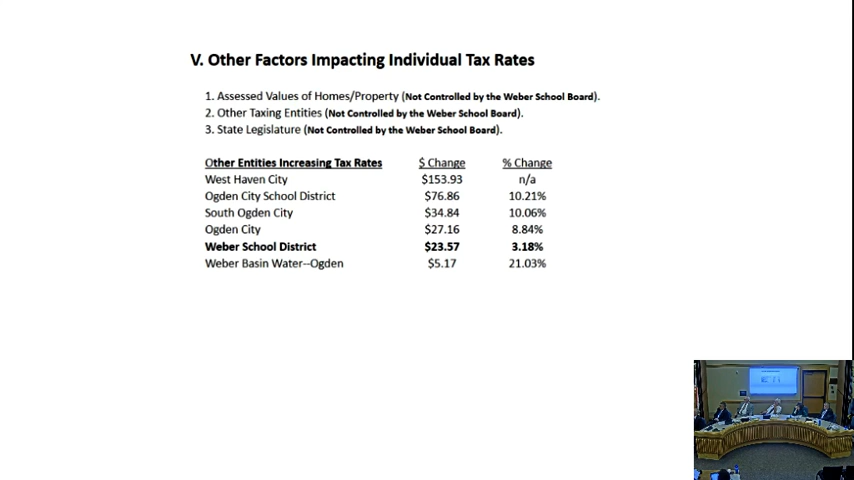 V. Other Factors Impacting Individual Tax Rates
1. Assessed Values of Homes/Property (Not Controlled by the Weber School Board).
2. Other Taxing Entities (Not Controlled by the Weber School Board).
3. State Legislature (Not Controlled by the Weber School Board).
Other Entities Increasing Tax Rates $ Change % Change
West Haven City $153.93 n/a
Ogden City School District $76.86 10.21%
South Ogden City $34.84 10.06%
Ogden City $27.16 8.84%
Weber School District $23.57 3.18%
Weber Basin Water--Ogden $5.17 21.03%